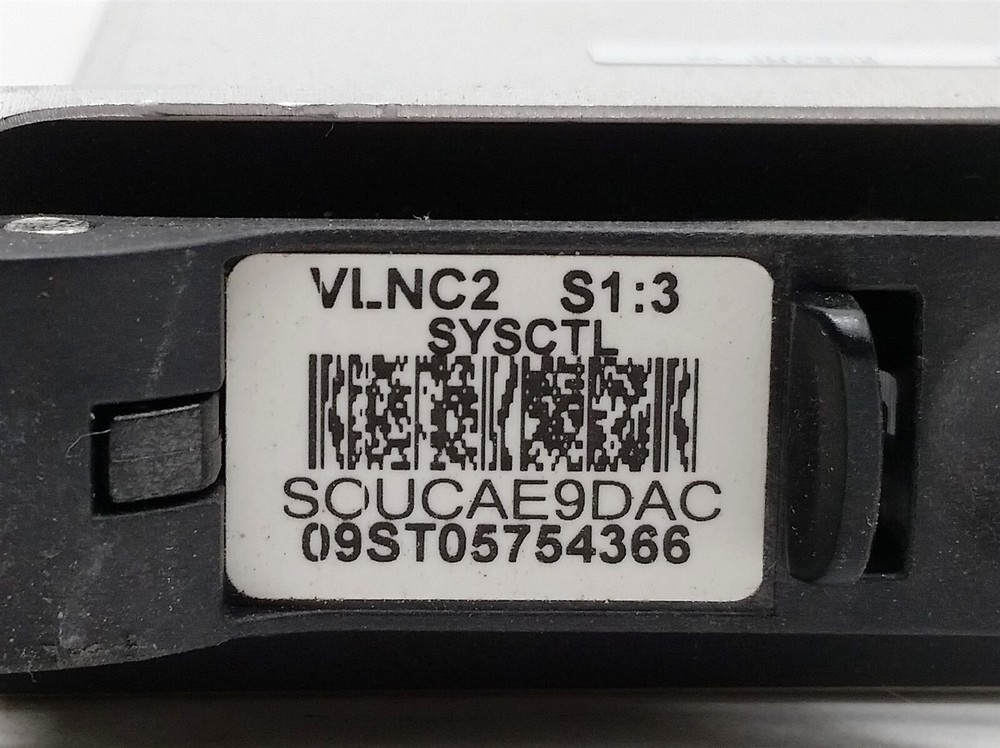 VLNC2 S1:3
SYSCTL
SOUCAE9DAC
09ST05754366